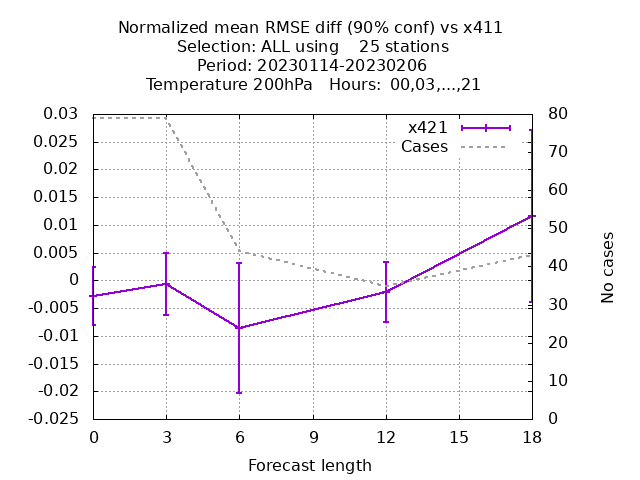 Normalized mean RMSE diff (90% conf) vs x411
Selection: ALL using    25 stations
Period: 20230114-20230206
Temperature 200hPa   Hours:  00,03,...,21
0.03
0.025
0.02
0.015
0.01
0.005
0
-0.005
-0.01
-0.015
-0.02
-0.025
x421
Cases
80
70
60
50
40
30
20
10
0
No cases
0 3 6 9 12 15 18
Forecast length